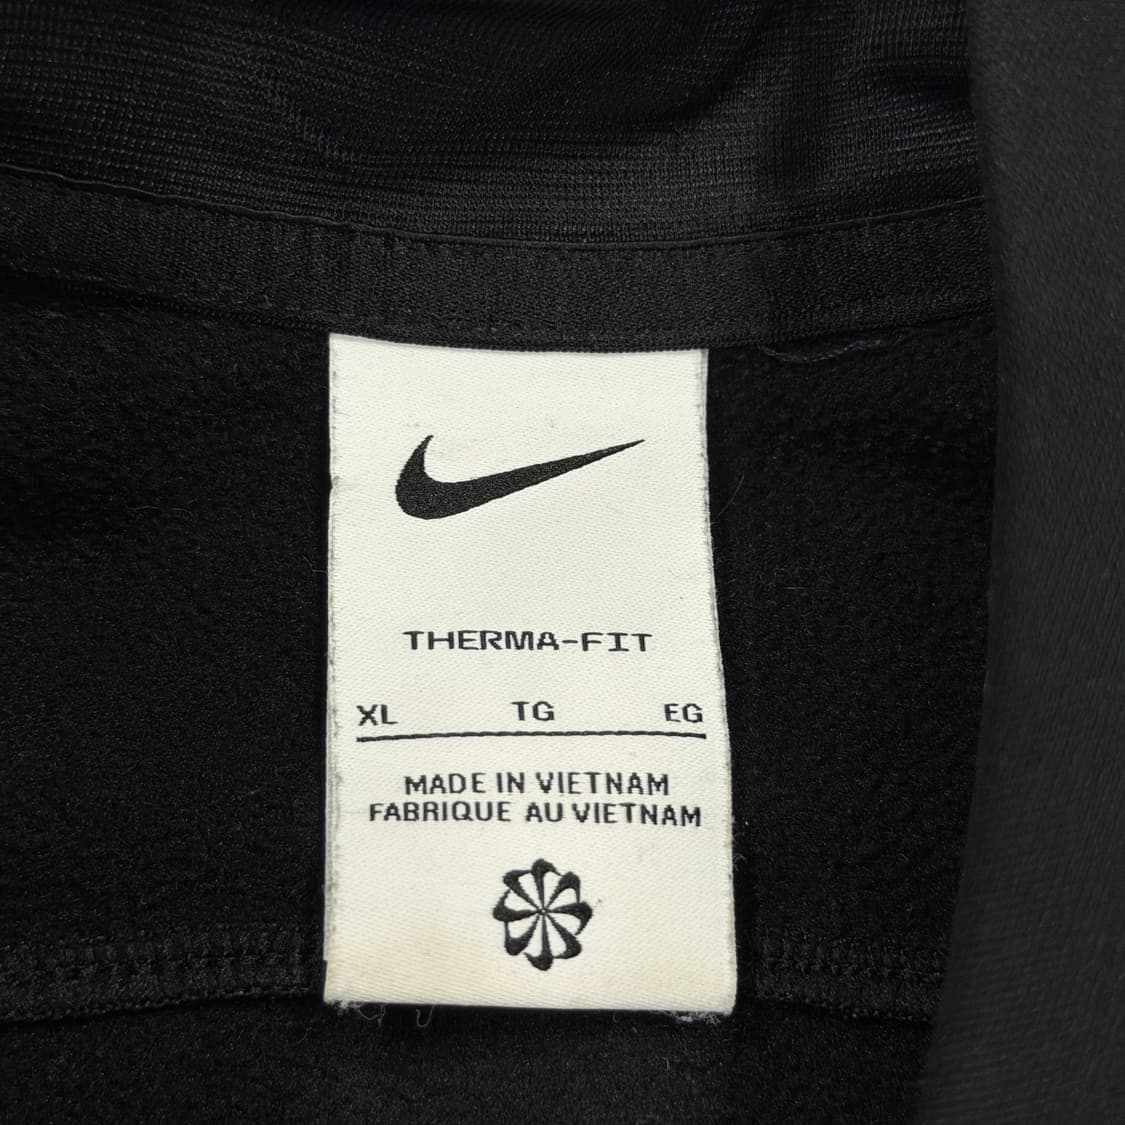 THERMA-FIT
XL TG EG
MADE IN VIETNAM
FABRIQUE AU VIETNAM